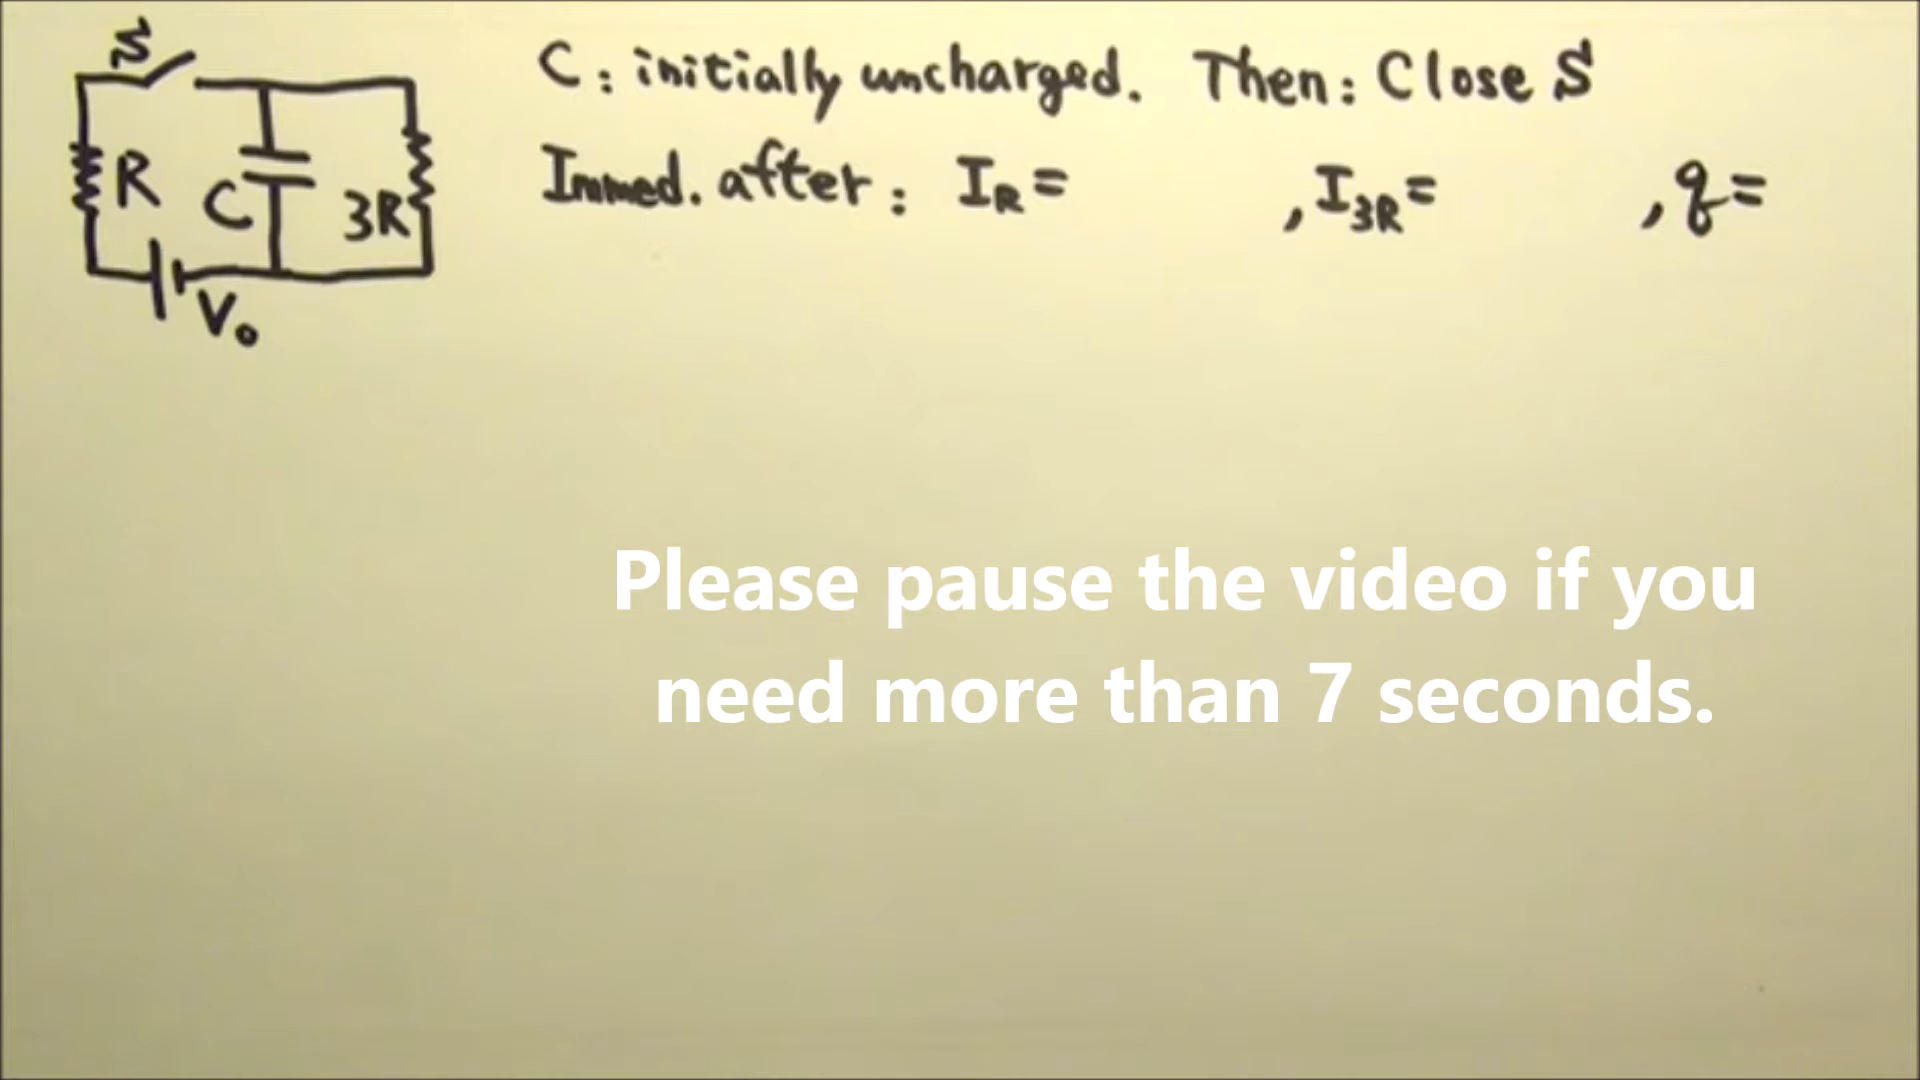 S
C: initially uncharged. Then: Close S
Immed. after: I_R = , I_3R = , q =
R
C
3R
V₀
Please pause the video if you
need more than 7 seconds.